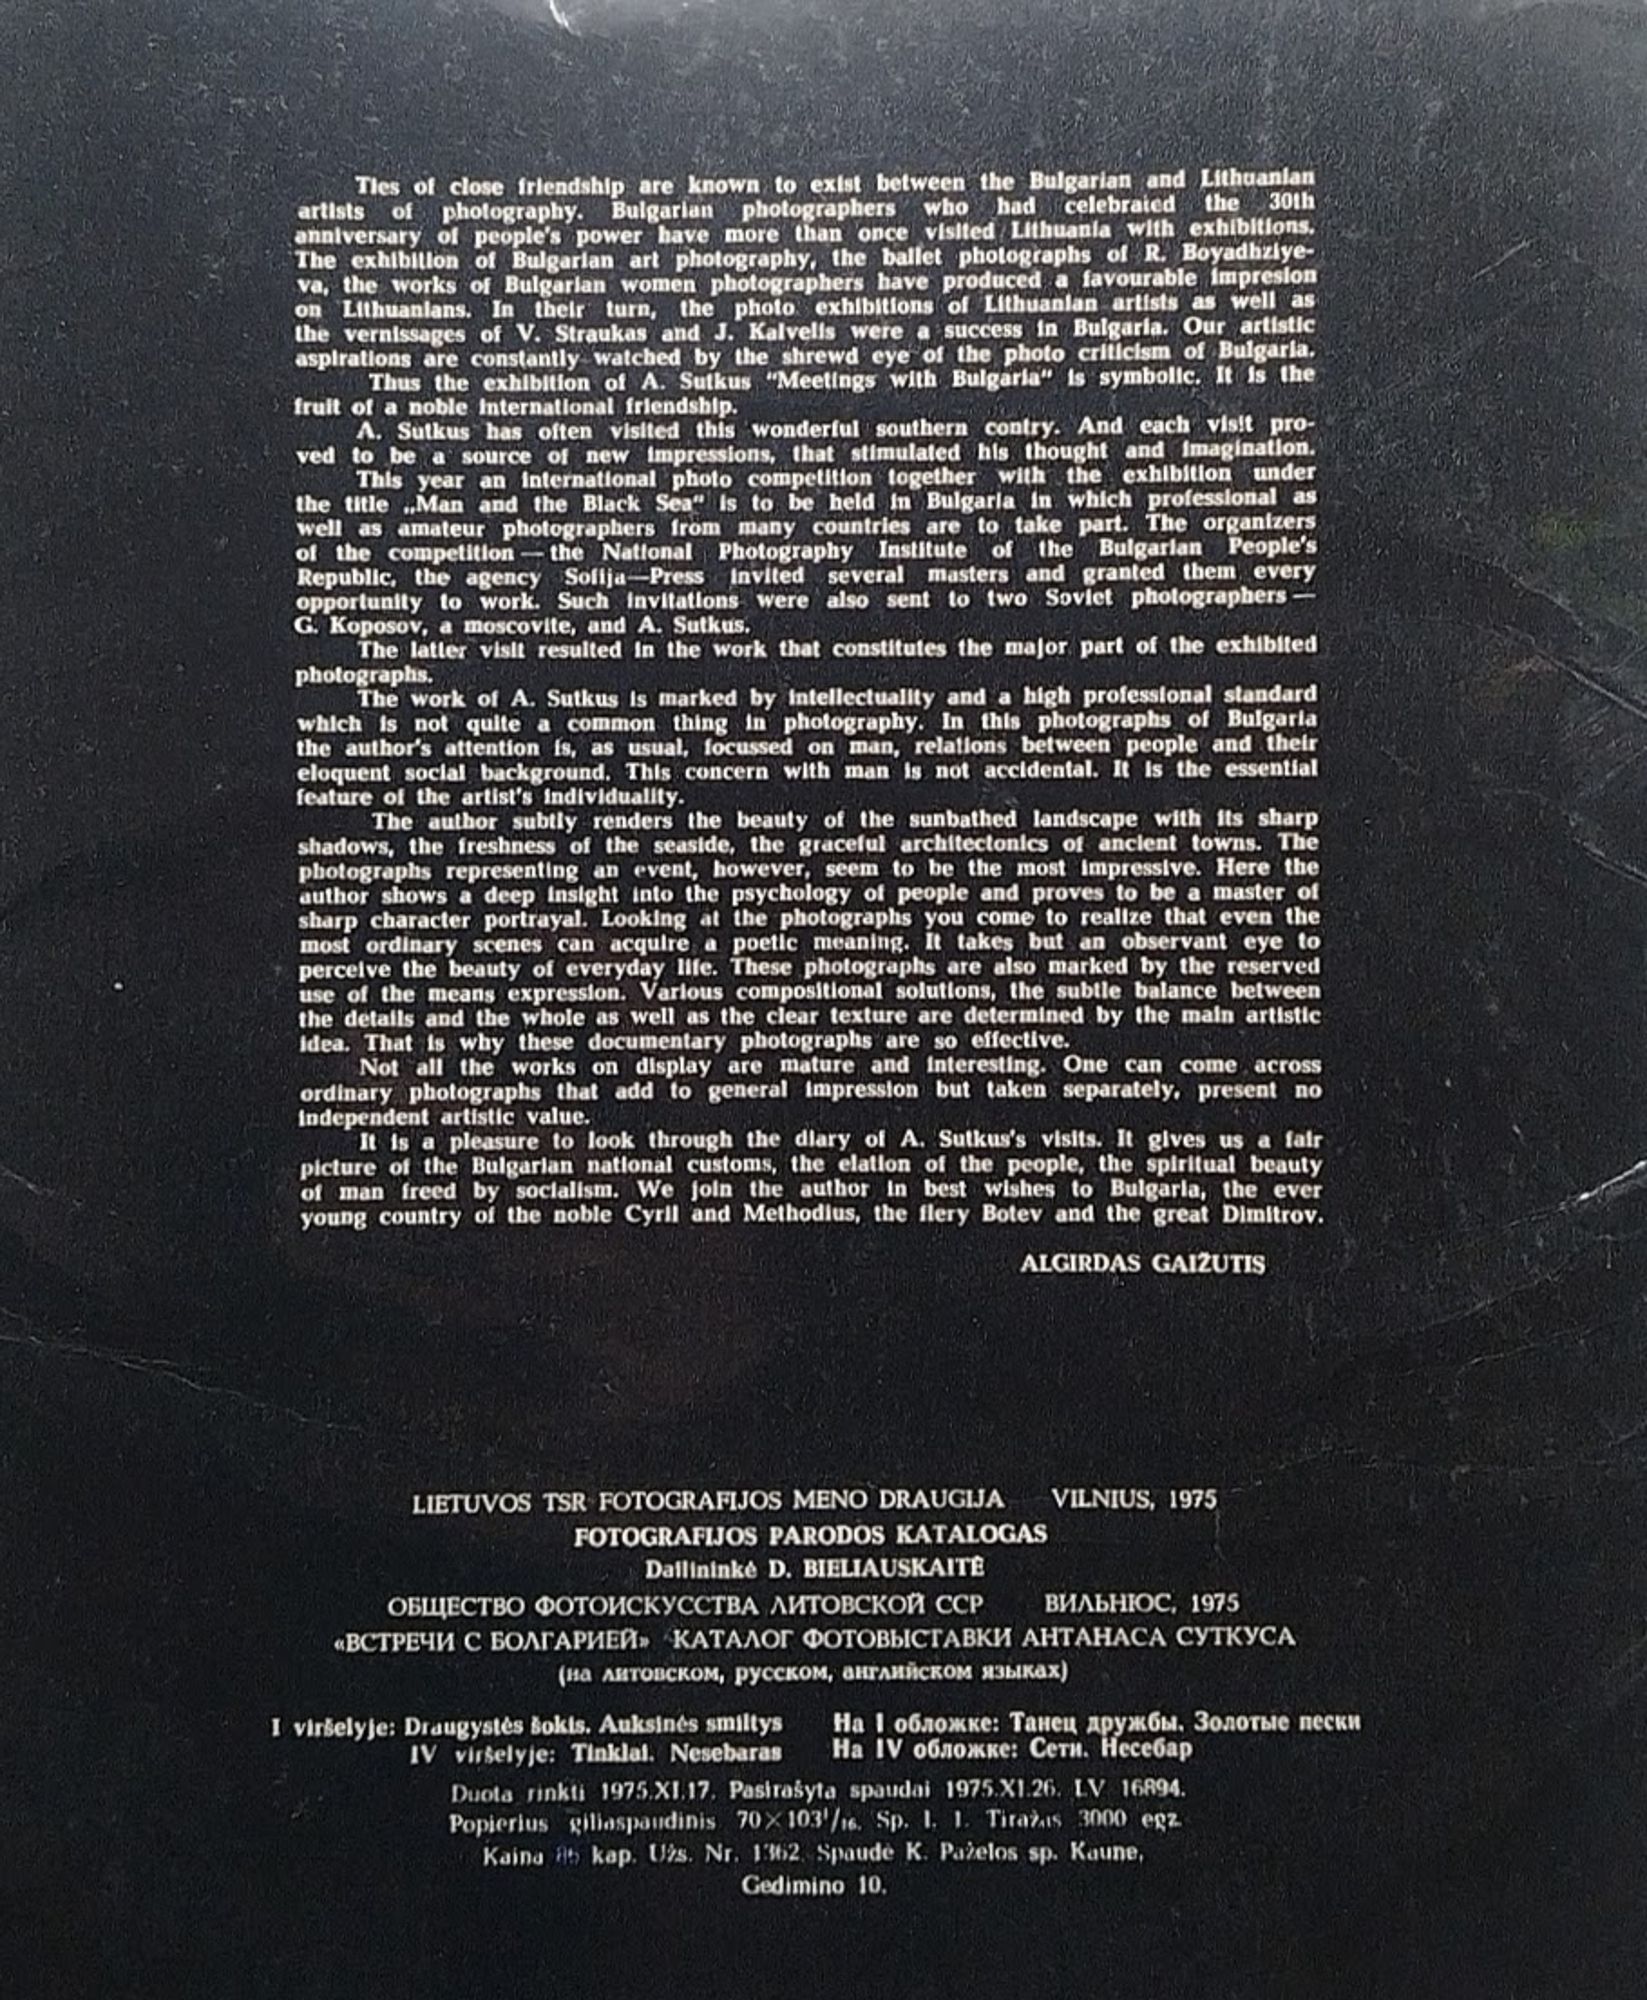 Ties of close friendship are known to exist between the Bulgarian and Lithuanian
artists of photography. Bulgarian photographers who had celebrated the 30th
anniversary of people's power have more than once visited Lithuania with exhibitions.
The exhibition of Bulgarian art photography, the ballet photographs of R. Boyadhziye-
va, the works of Bulgarian women photographers have produced a favourable impresion
on Lithuanians. In their turn, the photo exhibitions of Lithuanian artists as well as
the vernissages of V. Straukas and J. Kalvelis were a success in Bulgaria. Our artistic
aspirations are constantly watched by the shrewd eye of the photo criticism of Bulgaria.
Thus the exhibition of A. Sutkus "Meetings with Bulgaria" is symbolic. It is the
fruit of a noble international friendship.
A. Sutkus has often visited this wonderful southern contry. And each visit pro-
ved to be a source of new impressions, that stimulated his thought and imagination.
This year an international photo competition together with the exhibition under
the title „Man and the Black Sea" is to be held in Bulgaria in which professional as
well as amateur photographers from many countries are to take part. The organizers
of the competition — the National Photography Institute of the Bulgarian People's
Republic, the agency Sofija—Press invited several masters and granted them every
opportunity to work. Such invitations were also sent to two Soviet photographers —
G. Koposov, a moscovite, and A. Sutkus.
The latter visit resulted in the work that constitutes the major part of the exhibited
photographs.
The work of A. Sutkus is marked by intellectuality and a high professional standard
which is not quite a common thing in photography. In this photographs of Bulgaria
the author's attention is, as usual, focussed on man, relations between people and their
eloquent social background. This concern with man is not accidental. It is the essential
feature of the artist's individuality.
The author subtly renders the beauty of the sunbathed landscape with its sharp
shadows, the freshness of the seaside, the graceful architectonics of ancient towns. The
photographs representing an event, however, seem to be the most impressive. Here the
author shows a deep insight into the psychology of people and proves to be a master of
sharp character portrayal. Looking at the photographs you come to realize that even the
most ordinary scenes can acquire a poetic meaning. It takes but an observant eye to
perceive the beauty of everyday life. These photographs are also marked by the reserved
use of the means expression. Various compositional solutions, the subtle balance between
the details and the whole as well as the clear texture are determined by the main artistic
idea. That is why these documentary photographs are so effective.
Not all the works on display are mature and interesting. One can come across
ordinary photographs that add to general impression but taken separately, present no
independent artistic value.
It is a pleasure to look through the diary of A. Sutkus's visits. It gives us a fair
picture of the Bulgarian national customs, the elation of the people, the spiritual beauty
of man freed by socialism. We join the author in best wishes to Bulgaria, the ever
young country of the noble Cyril and Methodius, the fiery Botev and the great Dimitrov.
ALGIRDAS GAIŽUTIS
LIETUVOS TSR FOTOGRAFIJOS MENO DRAUGIJA VILNIUS, 1975
FOTOGRAFIJOS PARODOS KATALOGAS
Dailininkė D. BIELIAUSKAITĖ
ОБЩЕСТВО ФОТОИСКУССТВА ЛИТОВСКОЙ ССР ВИЛЬНЮС, 1975
«ВСТРЕЧИ С БОЛГАРИЕЙ» КАТАЛОГ ФОТОВЫСТАВКИ АНТАНАСА СУТКУСА
(на литовском, русском, английском языках)
I viršelyje: Draugystės šokis. Auksinės smiltys На I обложке: Танец дружбы. Золотые пески
IV viršelyje: Tinklai. Nesebaras На IV обложке: Сети. Несебар
Duota rinkti 1975.XI.17. Pasirašyta spaudai 1975.XI.26. LV 16894.
Popierius giliaspaudinis 70×103¹/₁₆. Sp. l. 1. Tiražas 3000 egz.
Kaina kap. Užs. Nr. 1362. Spaudė K. Poželos sp. Kaune,
Gedimino 10.